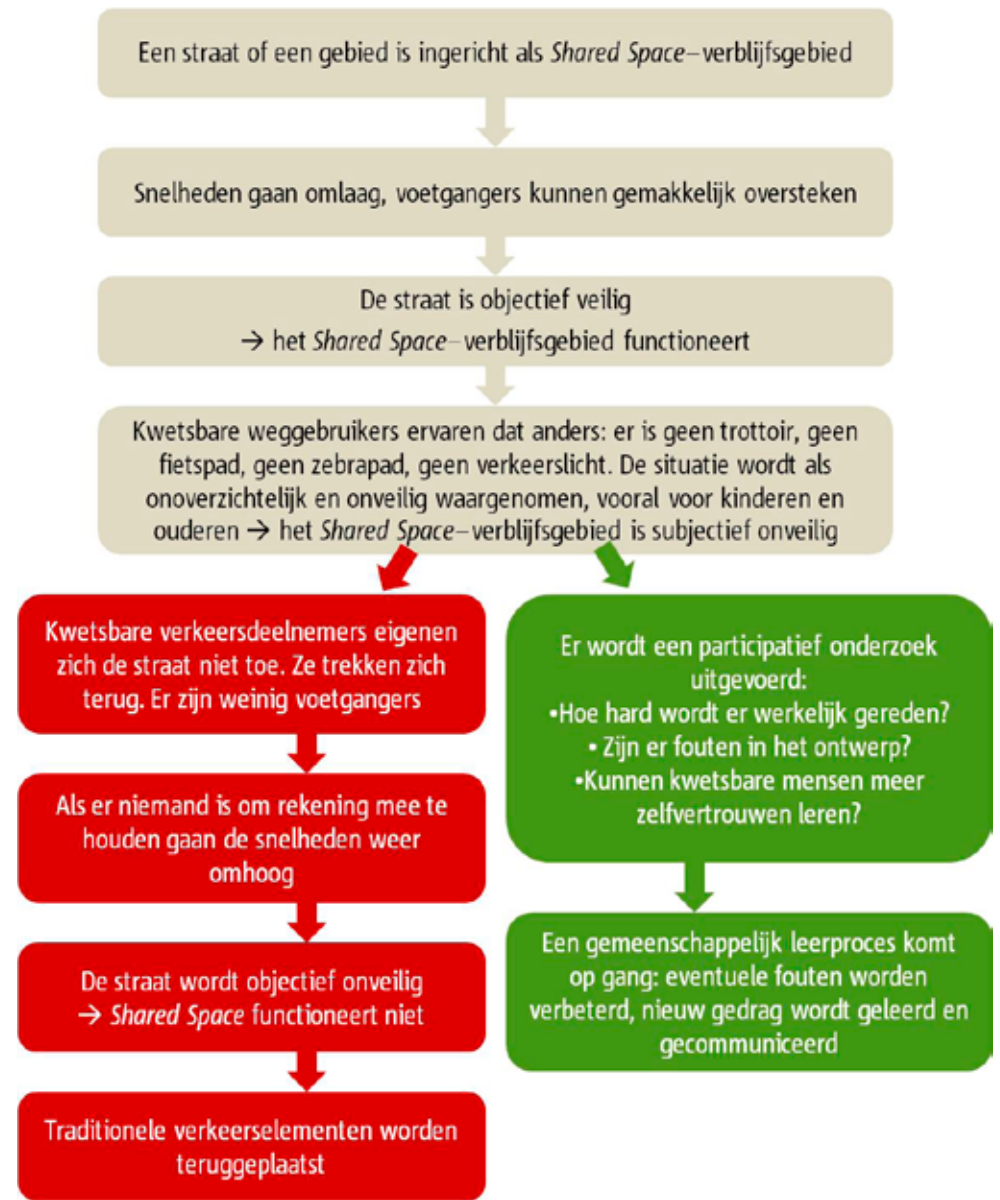 Een straat of een gebied is ingericht als Shared Space–verblijfsgebied
Snelheden gaan omlaag, voetgangers kunnen gemakkelijk oversteken
De straat is objectief veilig
→ het Shared Space–verblijfsgebied functioneert
Kwetsbare weggebruikers ervaren dat anders: er is geen trottoir, geen
fietspad, geen zebrapad, geen verkeerslicht. De situatie wordt als
onoverzichtelijk en onveilig waargenomen, vooral voor kinderen en
ouderen → het Shared Space–verblijfsgebied is subjectief onveilig
Kwetsbare verkeersdeelnemers eigenen
zich de straat niet toe. Ze trekken zich
terug. Er zijn weinig voetgangers
Als er niemand is om rekening mee te
houden gaan de snelheden weer
omhoog
De straat wordt objectief onveilig
→ Shared Space functioneert niet
Traditionele verkeerselementen worden
teruggeplaatst
Er wordt een participatief onderzoek
uitgevoerd:
•Hoe hard wordt er werkelijk gereden?
• Zijn er fouten in het ontwerp?
•Kunnen kwetsbare mensen meer
zelfvertrouwen leren?
Een gemeenschappelijk leerproces komt
op gang: eventuele fouten worden
verbeterd, nieuw gedrag wordt geleerd en
gecommuniceerd